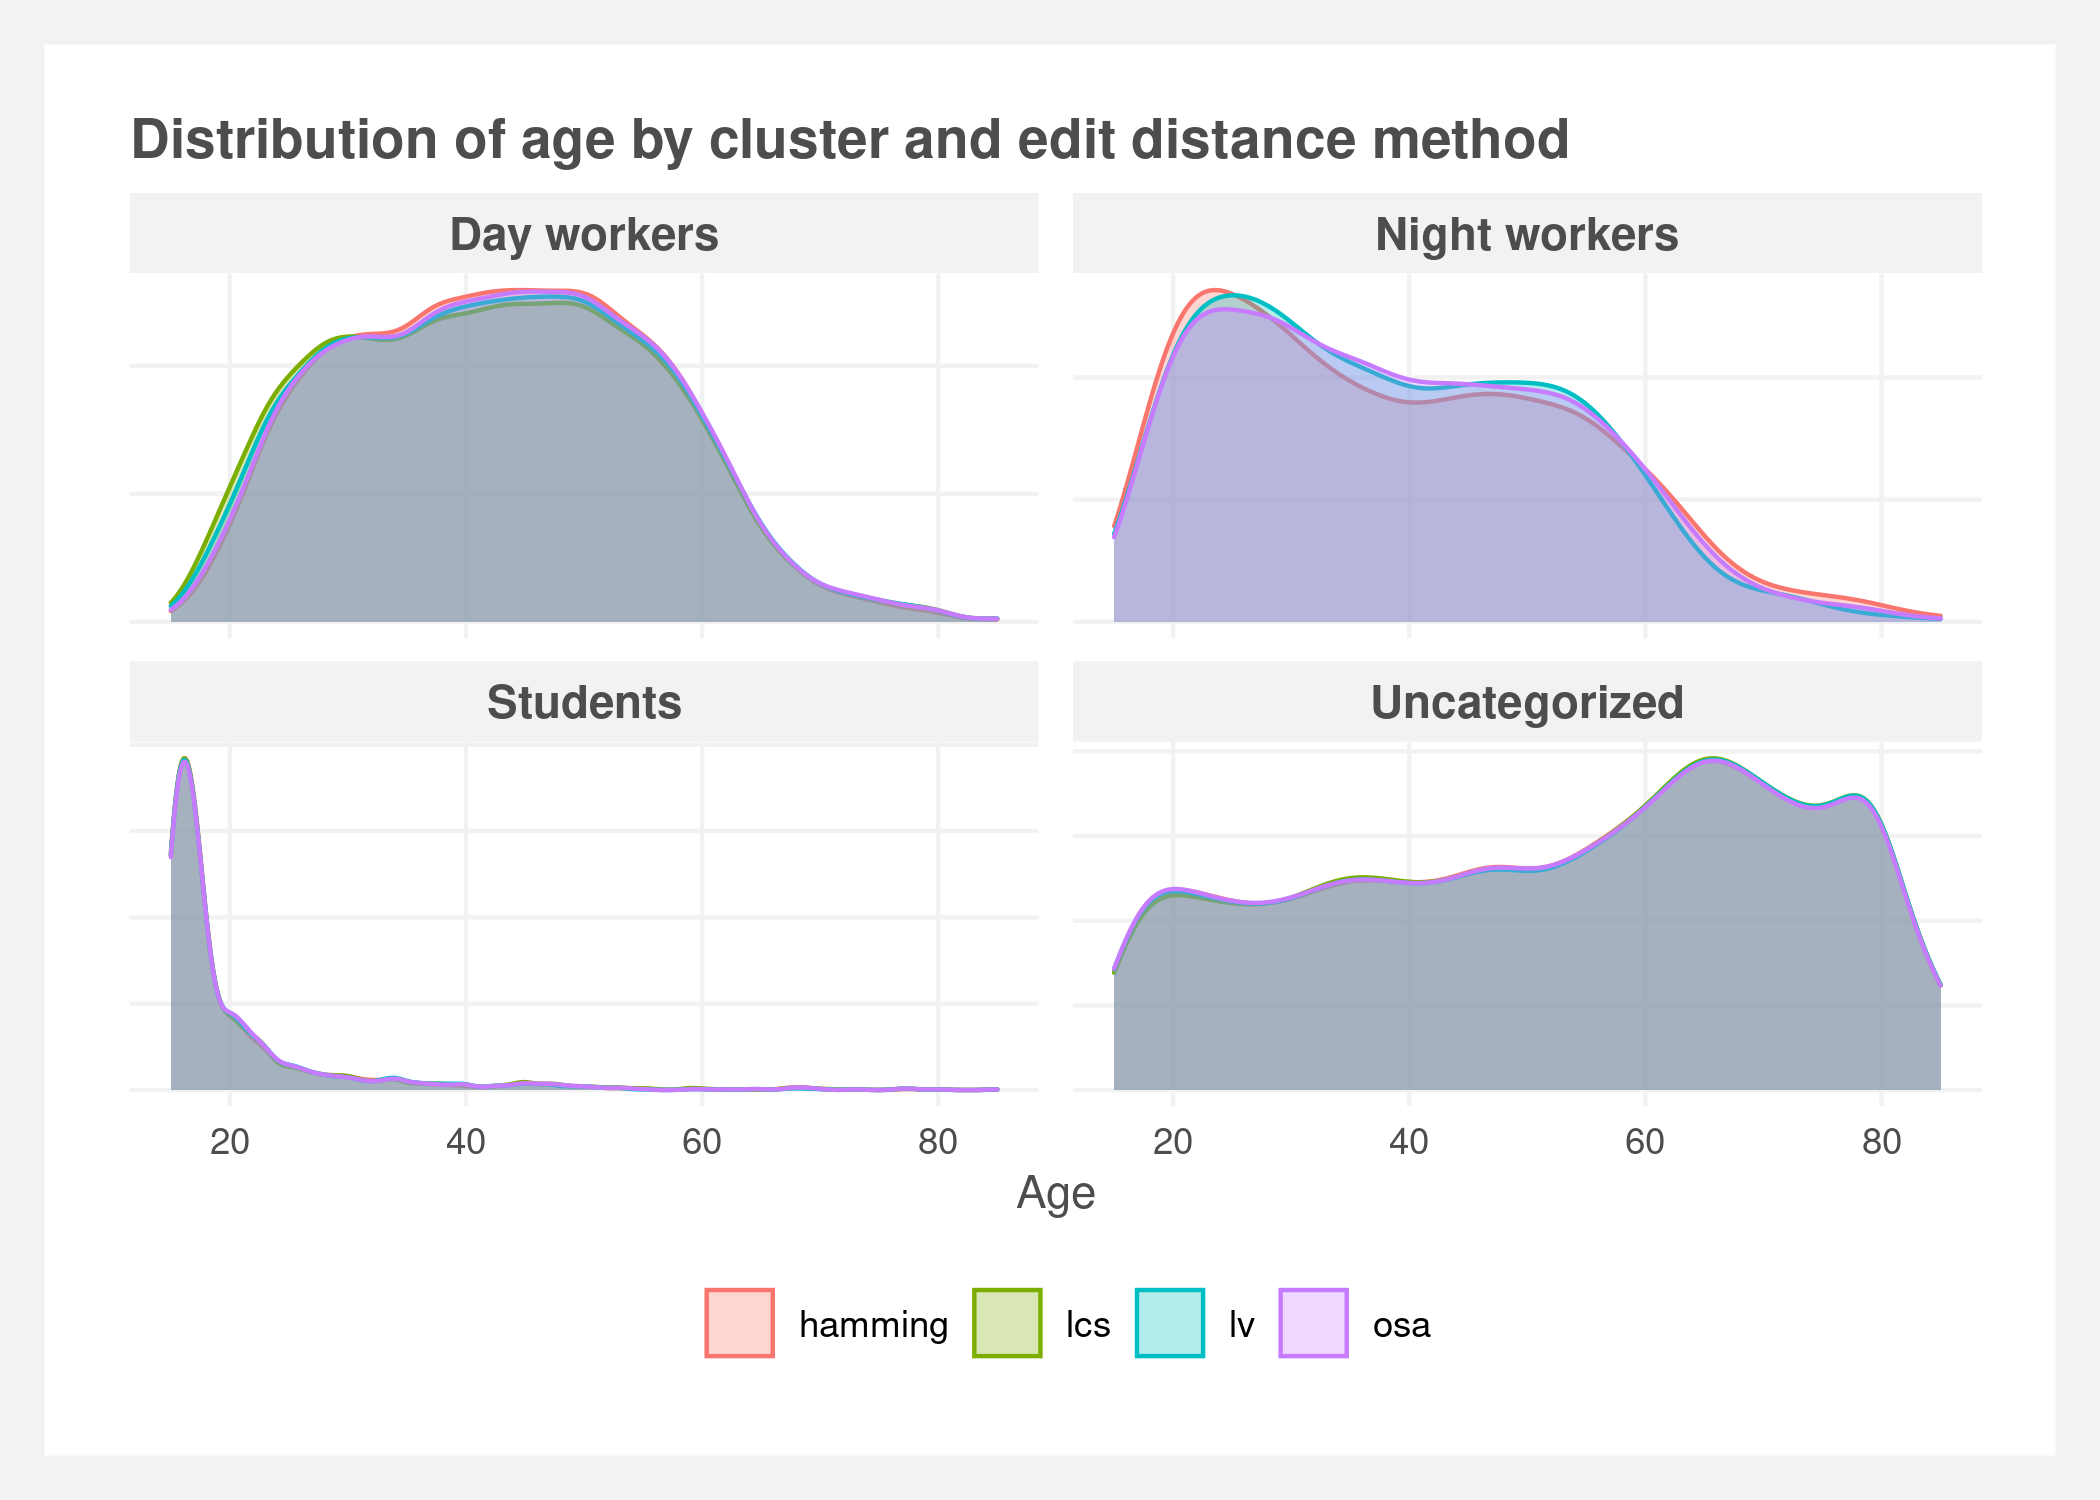 Distribution of age by cluster and edit distance method
Day workers
Night workers
Students
Uncategorized
20 40 60 80 20 40 60 80
Age
hamming lcs lv osa